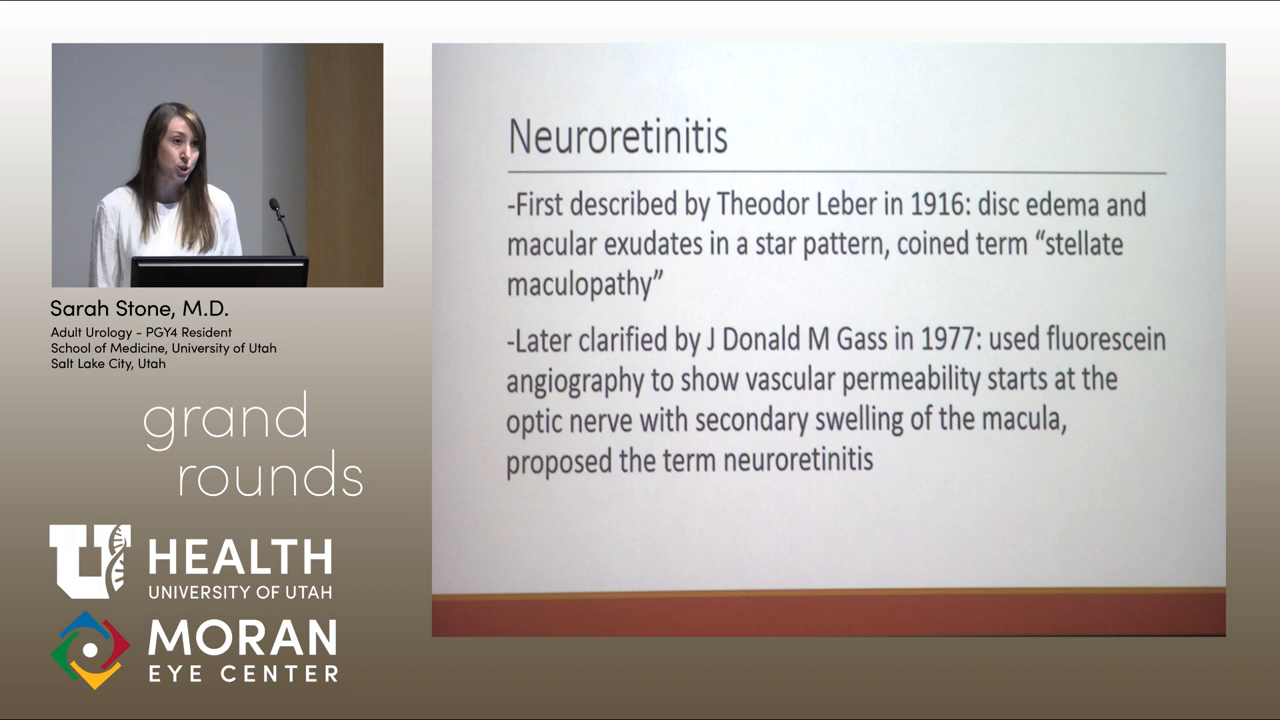 Sarah Stone, M.D.
Adult Urology - PGY4 Resident
School of Medicine, University of Utah
Salt Lake City, Utah
grand
rounds
U HEALTH
UNIVERSITY OF UTAH
MORAN
EYE CENTER
Neuroretinitis
-First described by Theodor Leber in 1916: disc edema and
macular exudates in a star pattern, coined term “stellate
maculopathy”
-Later clarified by J Donald M Gass in 1977: used fluorescein
angiography to show vascular permeability starts at the
optic nerve with secondary swelling of the macula,
proposed the term neuroretinitis